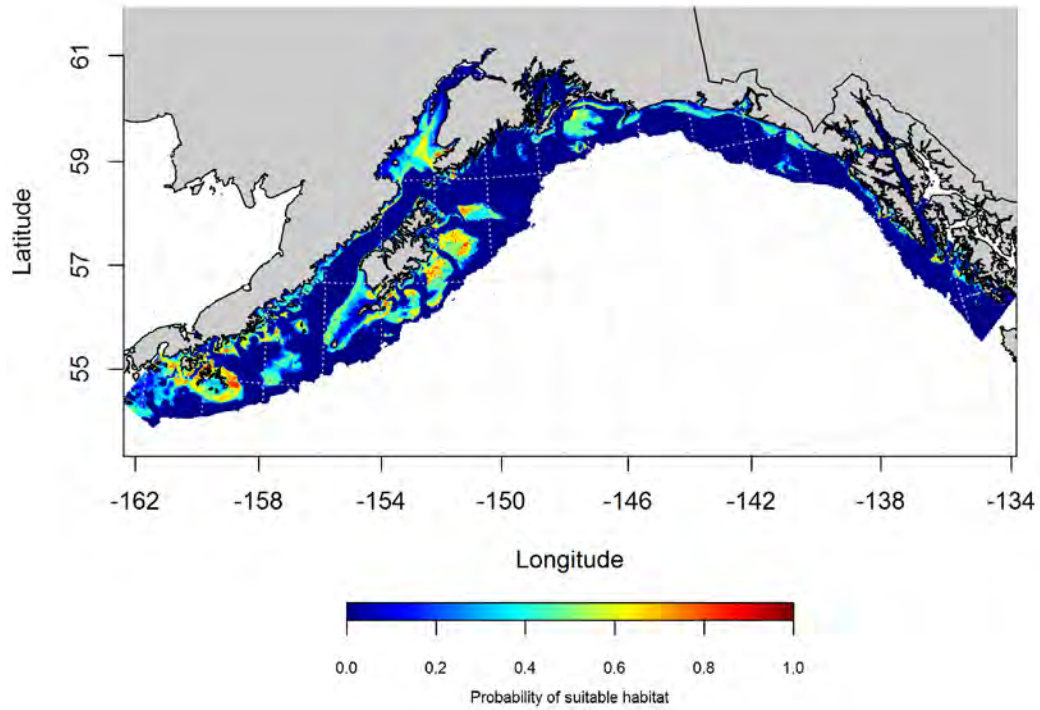 61
59
57
55
Latitude
-162 -158 -154 -150 -146 -142 -138 -134
Longitude
0.0 0.2 0.4 0.6 0.8 1.0
Probability of suitable habitat